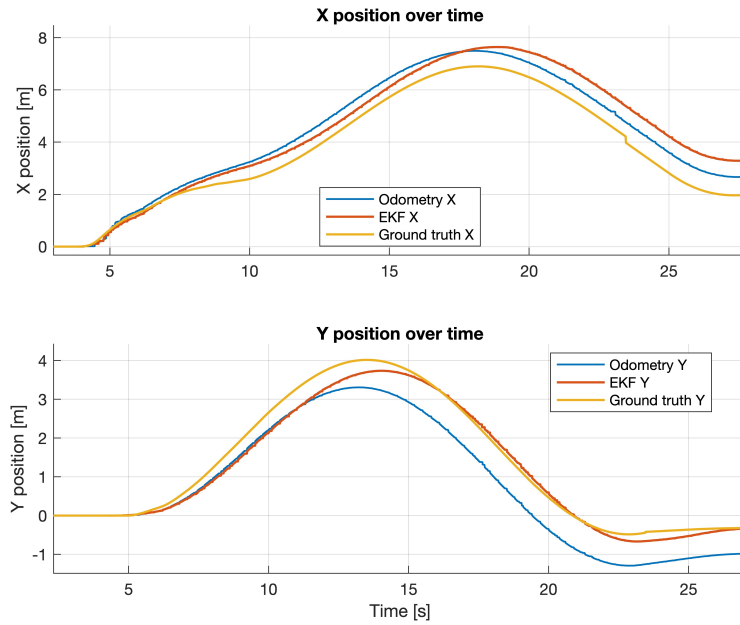 X position over time
X position [m]
8
6
4
2
0
5
10
15
20
25
Odometry X
EKF X
Ground truth X
Y position over time
Y position [m]
4
3
2
1
0
-1
5
10
15
20
25
Odometry Y
EKF Y
Ground truth Y
Time [s]